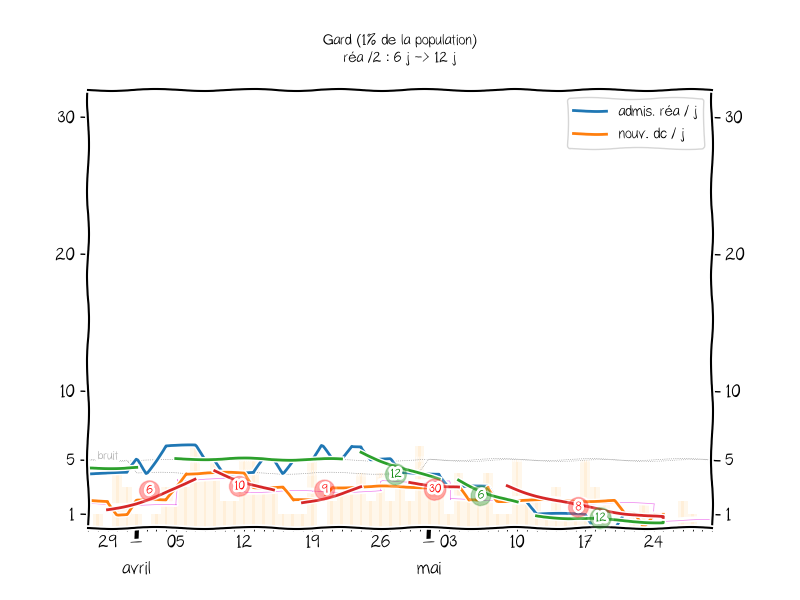 Gard (1% de la population)
réa /2 : 6 j -> 12 j
admis. réa / j
nouv. dc / j
30 30
20 20
10 10
bruit
5 5
12
6 10 9 30 6
8
12
1 1
29 05 12 19 26 03 10 17 24
avril mai